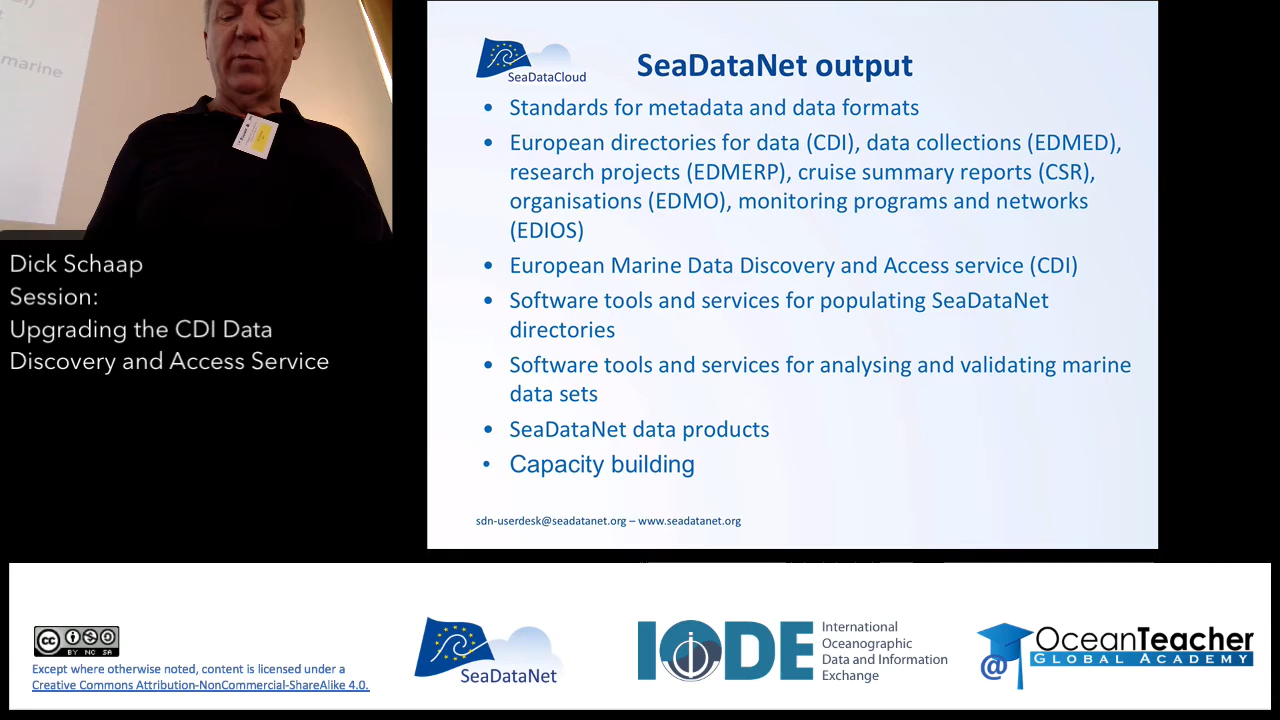 marine
Dick Schaap
Session:
Upgrading the CDI Data
Discovery and Access Service
SeaDataCloud
SeaDataNet output
• Standards for metadata and data formats
• European directories for data (CDI), data collections (EDMED),
research projects (EDMERP), cruise summary reports (CSR),
organisations (EDMO), monitoring programs and networks
(EDIOS)
• European Marine Data Discovery and Access service (CDI)
• Software tools and services for populating SeaDataNet
directories
• Software tools and services for analysing and validating marine
data sets
• SeaDataNet data products
• Capacity building
sdn-userdesk@seadatanet.org – www.seadatanet.org
cc
BY NC SA
Except where otherwise noted, content is licensed under a
Creative Commons Attribution-NonCommercial-ShareAlike 4.0.
SeaDataNet
IODE
International
Oceanographic
Data and Information
Exchange
@
OceanTeacher
GLOBAL ACADEMY